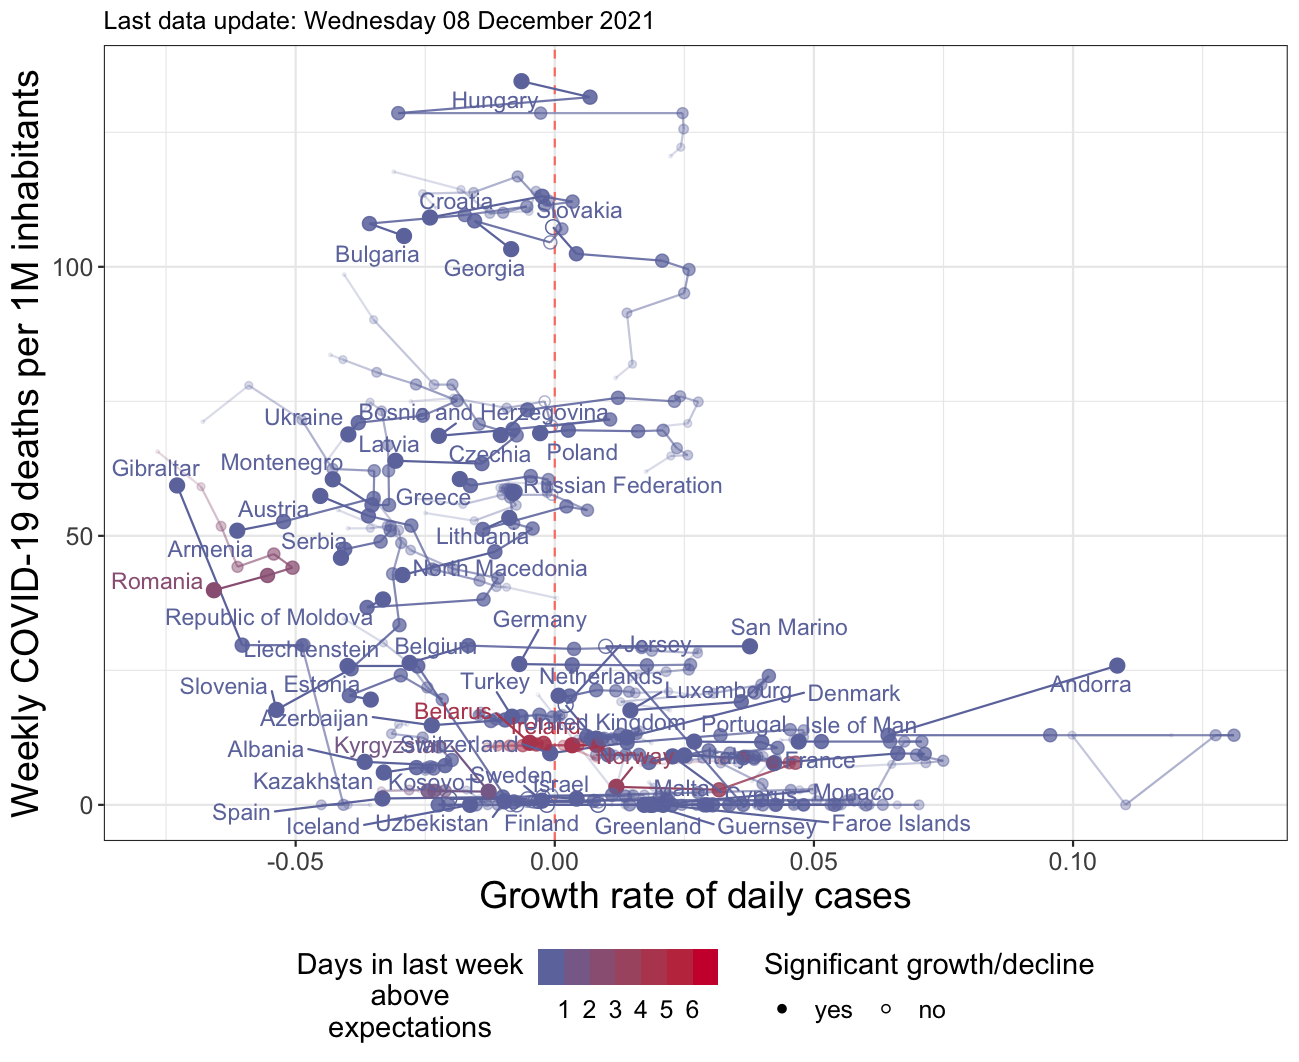 Last data update: Wednesday 08 December 2021
Weekly COVID-19 deaths per 1M inhabitants
100
50
0
Hungary
Croatia
Slovakia
Bulgaria
Georgia
Ukraine
Bosnia and Herzegovina
Latvia
Czechia
Poland
Gibraltar
Montenegro
Greece
Russian Federation
Austria
Armenia
Serbia
Lithuania
Romania
North Macedonia
Republic of Moldova
Germany
San Marino
Liechtenstein
Belgium
Jersey
Slovenia
Estonia
Turkey
Netherlands
Luxembourg
Denmark
Andorra
Azerbaijan
Belarus
Ireland
United Kingdom
Portugal
Isle of Man
Albania
Kyrgyzstan
Switzerland
Norway
Italy
France
Kazakhstan
Kosovo
Sweden
Israel
Malta
Cyprus
Monaco
Spain
Iceland
Uzbekistan
Finland
Greenland
Guernsey
Faroe Islands
-0.05
0.00
0.05
0.10
Growth rate of daily cases
Days in last week
above
expectations
1 2 3 4 5 6
Significant growth/decline
yes
no